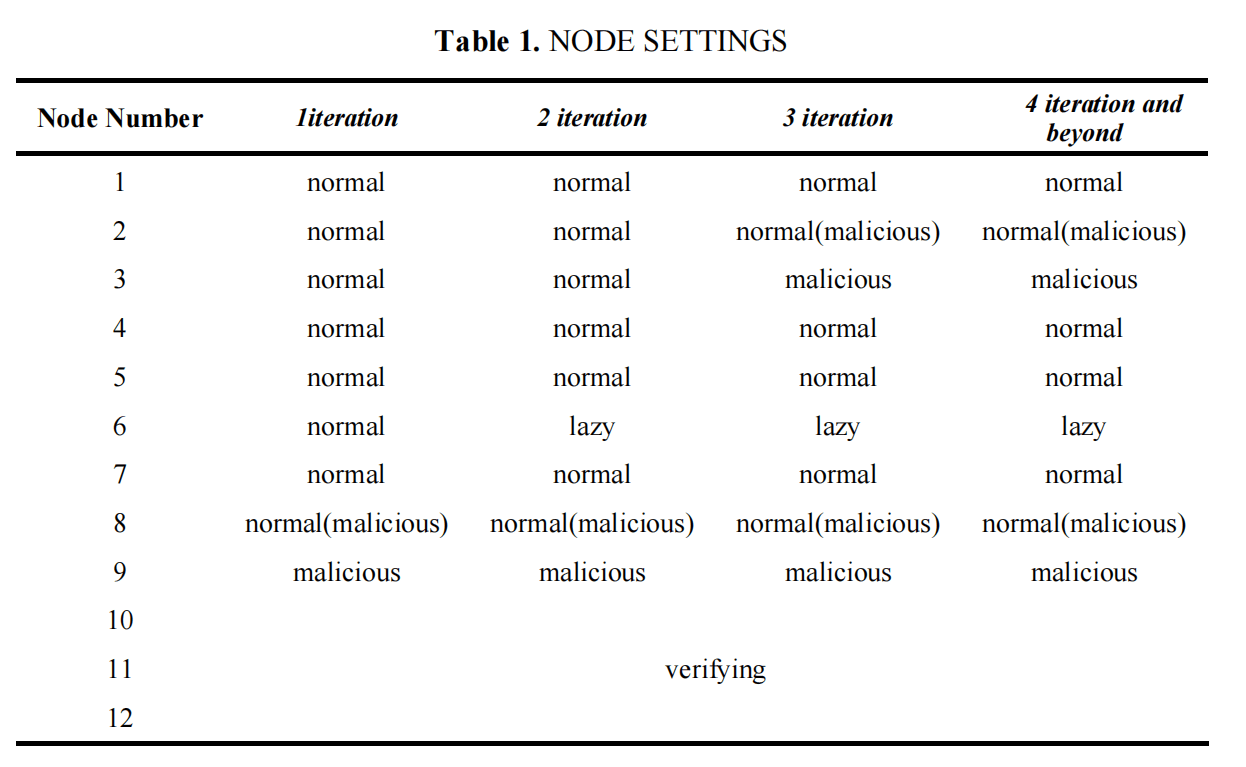 Table 1. NODE SETTINGS
Node Number 1iteration 2 iteration 3 iteration 4 iteration and
beyond
1 normal normal normal normal
2 normal normal normal(malicious) normal(malicious)
3 normal normal malicious malicious
4 normal normal normal normal
5 normal normal normal normal
6 normal lazy lazy lazy
7 normal normal normal normal
8 normal(malicious) normal(malicious) normal(malicious) normal(malicious)
9 malicious malicious malicious malicious
10
11 verifying
12